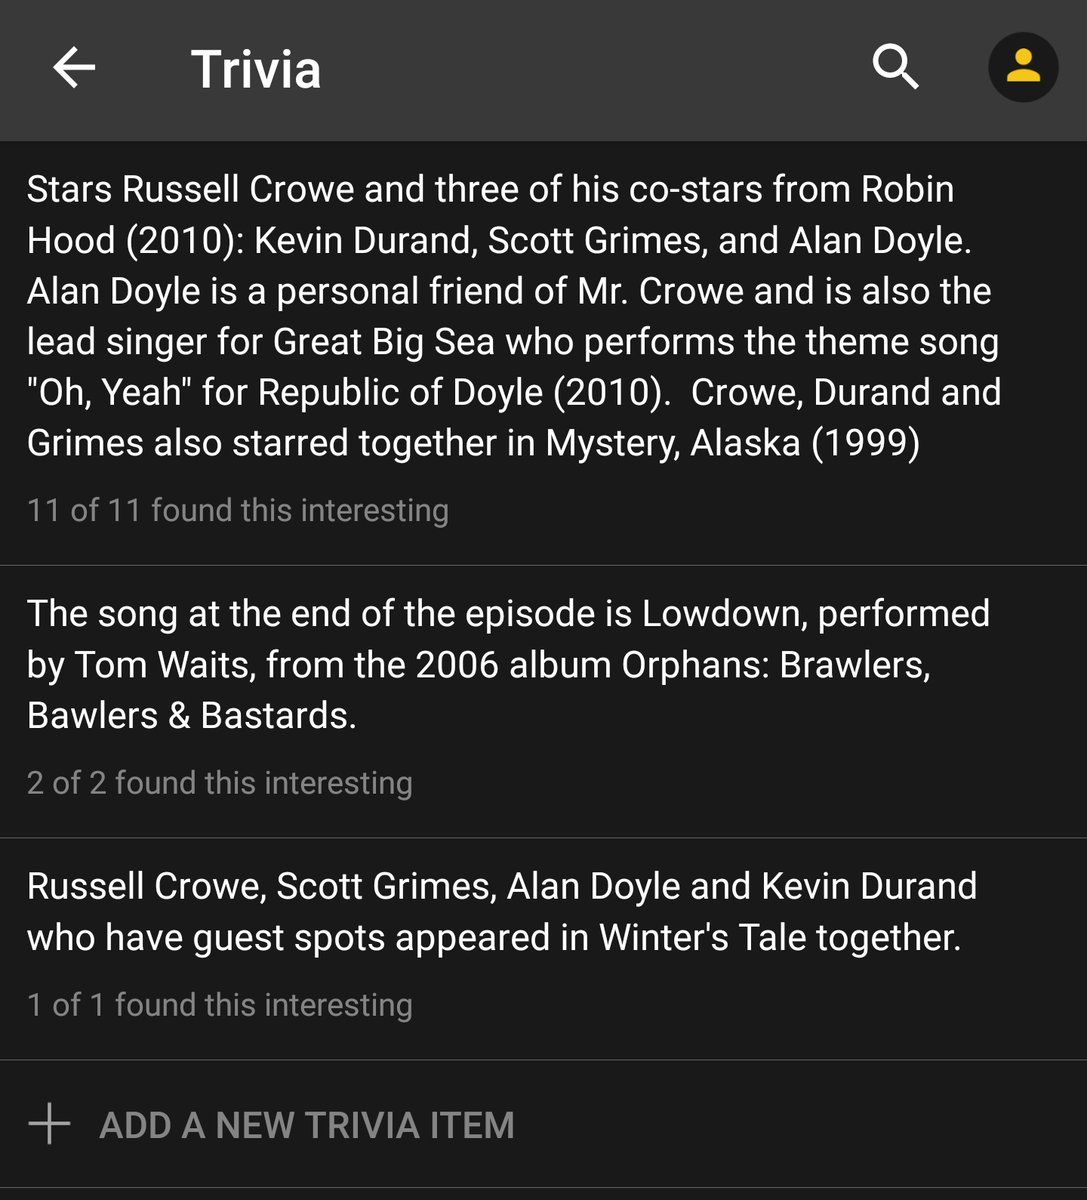 Trivia
Stars Russell Crowe and three of his co-stars from Robin
Hood (2010): Kevin Durand, Scott Grimes, and Alan Doyle.
Alan Doyle is a personal friend of Mr. Crowe and is also the
lead singer for Great Big Sea who performs the theme song
"Oh, Yeah" for Republic of Doyle (2010).  Crowe, Durand and
Grimes also starred together in Mystery, Alaska (1999)
11 of 11 found this interesting
The song at the end of the episode is Lowdown, performed
by Tom Waits, from the 2006 album Orphans: Brawlers,
Bawlers & Bastards.
2 of 2 found this interesting
Russell Crowe, Scott Grimes, Alan Doyle and Kevin Durand
who have guest spots appeared in Winter's Tale together.
1 of 1 found this interesting
ADD A NEW TRIVIA ITEM